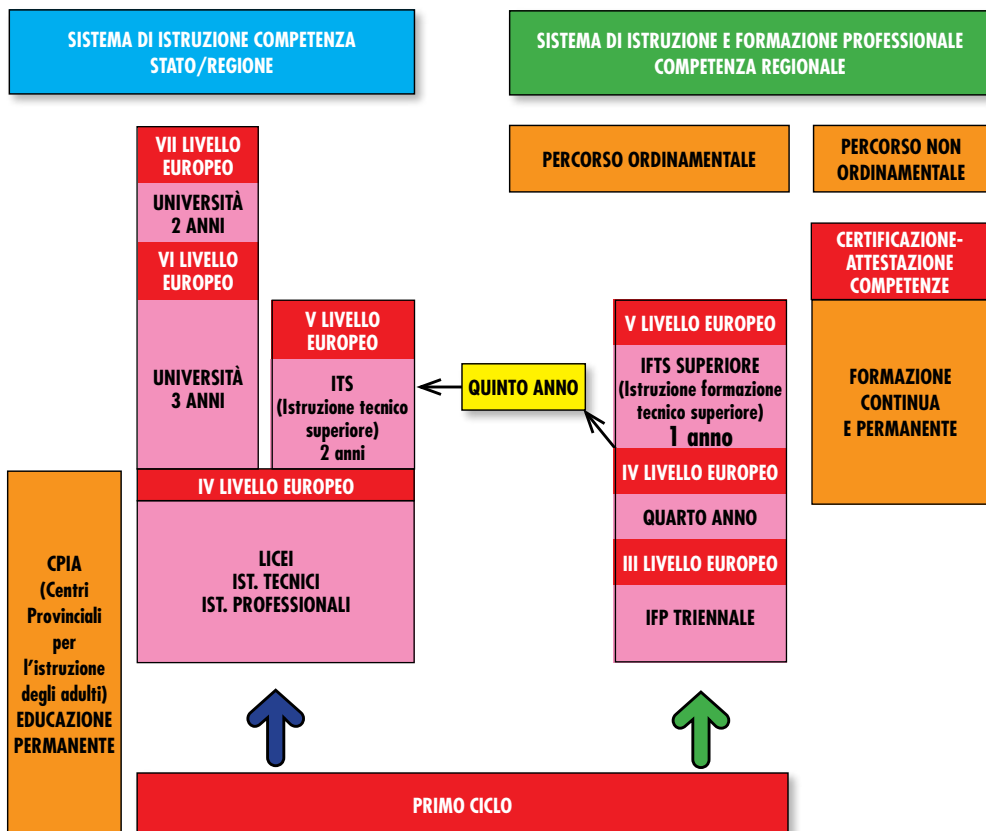 SISTEMA DI ISTRUZIONE COMPETENZA
STATO/REGIONE
SISTEMA DI ISTRUZIONE E FORMAZIONE PROFESSIONALE
COMPETENZA REGIONALE
VII LIVELLO
EUROPEO
UNIVERSITÀ
2 ANNI
VI LIVELLO
EUROPEO
UNIVERSITÀ
3 ANNI
V LIVELLO
EUROPEO
ITS
(Istruzione tecnico
superiore)
2 anni
IV LIVELLO EUROPEO
LICEI
IST. TECNICI
IST. PROFESSIONALI
CPIA
(Centri
Provinciali
per
l'istruzione
degli adulti)
EDUCAZIONE
PERMANENTE
QUINTO ANNO
PERCORSO ORDINAMENTALE
V LIVELLO EUROPEO
IFTS SUPERIORE
(Istruzione formazione
tecnico superiore)
1 anno
IV LIVELLO EUROPEO
QUARTO ANNO
III LIVELLO EUROPEO
IFP TRIENNALE
PERCORSO NON
ORDINAMENTALE
CERTIFICAZIONE-
ATTESTAZIONE
COMPETENZE
FORMAZIONE
CONTINUA
E PERMANENTE
PRIMO CICLO